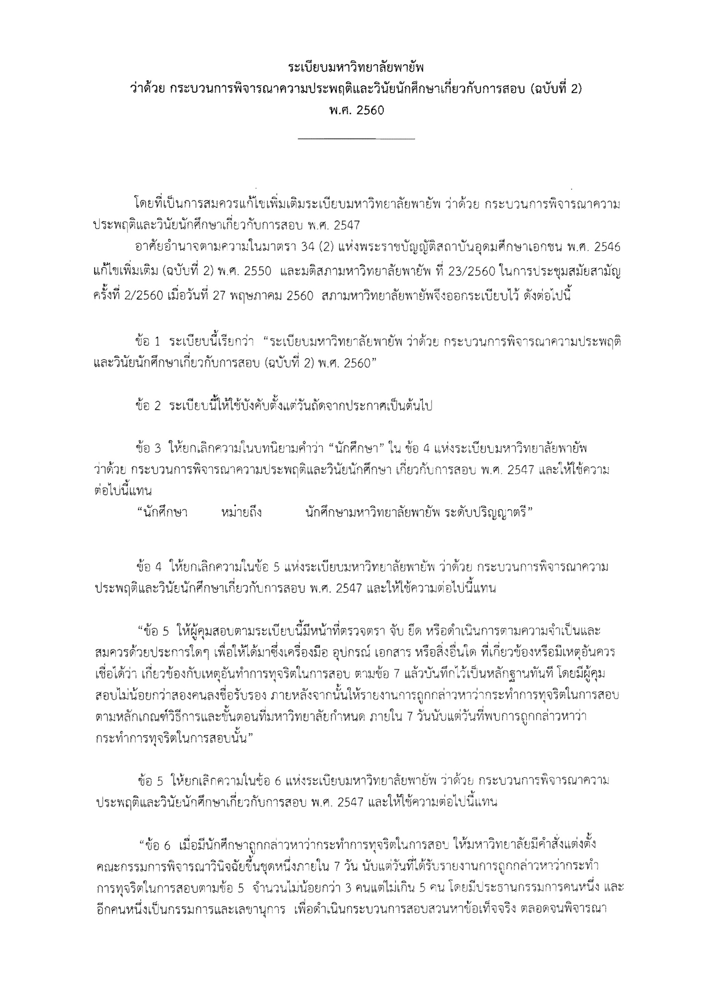 ระเบียบมหาวิทยาลัยพายัพ
ว่าด้วย กระบวนการพิจารณาความประพฤติและวินัยนักศึกษาเกี่ยวกับการสอบ (ฉบับที่ 2)
พ.ศ. 2560
โดยที่เป็นการสมควรแก้ไขเพิ่มเติมระเบียบมหาวิทยาลัยพายัพ ว่าด้วย กระบวนการพิจารณาความ
ประพฤติและวินัยนักศึกษาเกี่ยวกับการสอบ พ.ศ. 2547
อาศัยอำนาจตามความในมาตรา 34 (2) แห่งพระราชบัญญัติสถาบันอุดมศึกษาเอกชน พ.ศ. 2546
แก้ไขเพิ่มเติม (ฉบับที่ 2) พ.ศ. 2550 และมติสภามหาวิทยาลัยพายัพ ที่ 23/2560 ในการประชุมสมัยสามัญ
ครั้งที่ 2/2560 เมื่อวันที่ 27 พฤษภาคม 2560 สภามหาวิทยาลัยพายัพจึงออกระเบียบไว้ ดังต่อไปนี้
ข้อ 1 ระเบียบนี้เรียกว่า “ระเบียบมหาวิทยาลัยพายัพ ว่าด้วย กระบวนการพิจารณาความประพฤติ
และวินัยนักศึกษาเกี่ยวกับการสอบ (ฉบับที่ 2) พ.ศ. 2560”
ข้อ 2 ระเบียบนี้ให้ใช้บังคับตั้งแต่วันถัดจากประกาศเป็นต้นไป
ข้อ 3 ให้ยกเลิกความในบทนิยามคำว่า “นักศึกษา” ใน ข้อ 4 แห่งระเบียบมหาวิทยาลัยพายัพ
ว่าด้วย กระบวนการพิจารณาความประพฤติและวินัยนักศึกษา เกี่ยวกับการสอบ พ.ศ. 2547 และให้ใช้ความ
ต่อไปนี้แทน
“นักศึกษา หมายถึง นักศึกษามหาวิทยาลัยพายัพ ระดับปริญญาตรี”
ข้อ 4 ให้ยกเลิกความในข้อ 5 แห่งระเบียบมหาวิทยาลัยพายัพ ว่าด้วย กระบวนการพิจารณาความ
ประพฤติและวินัยนักศึกษาเกี่ยวกับการสอบ พ.ศ. 2547 และให้ใช้ความต่อไปนี้แทน
“ข้อ 5 ให้ผู้คุมสอบตามระเบียบนี้มีหน้าที่ตรวจตรา จับ ยึด หรือดำเนินการตามความจำเป็นและ
สมควรด้วยประการใดๆ เพื่อให้ได้มาซึ่งเครื่องมือ อุปกรณ์ เอกสาร หรือสิ่งอื่นใด ที่เกี่ยวข้องหรือมีเหตุอันควร
เชื่อได้ว่า เกี่ยวข้องกับเหตุอันทำการทุจริตในการสอบ ตามข้อ 7 แล้วบันทึกไว้เป็นหลักฐานทันที โดยมีผู้คุม
สอบไม่น้อยกว่าสองคนลงชื่อรับรอง ภายหลังจากนั้นให้รายงานการถูกกล่าวหาว่ากระทำการทุจริตในการสอบ
ตามหลักเกณฑ์วิธีการและขั้นตอนที่มหาวิทยาลัยกำหนด ภายใน 7 วันนับแต่วันที่พบการถูกกล่าวหาว่า
กระทำการทุจริตในการสอบนั้น”
ข้อ 5 ให้ยกเลิกความในข้อ 6 แห่งระเบียบมหาวิทยาลัยพายัพ ว่าด้วย กระบวนการพิจารณาความ
ประพฤติและวินัยนักศึกษาเกี่ยวกับการสอบ พ.ศ. 2547 และให้ใช้ความต่อไปนี้แทน
“ข้อ 6 เมื่อมีนักศึกษาถูกกล่าวหาว่ากระทำการทุจริตในการสอบ ให้มหาวิทยาลัยมีคำสั่งแต่งตั้ง
คณะกรรมการพิจารณาวินิจฉัยขึ้นชุดหนึ่งภายใน 7 วัน นับแต่วันที่ได้รับรายงานการถูกกล่าวหาว่ากระทำ
การทุจริตในการสอบตามข้อ 5 จำนวนไม่น้อยกว่า 3 คนแต่ไม่เกิน 5 คน โดยมีประธานกรรมการคนหนึ่ง และ
อีกคนหนึ่งเป็นกรรมการและเลขานุการ เพื่อดำเนินกระบวนการสอบสวนหาข้อเท็จจริง ตลอดจนพิจารณา